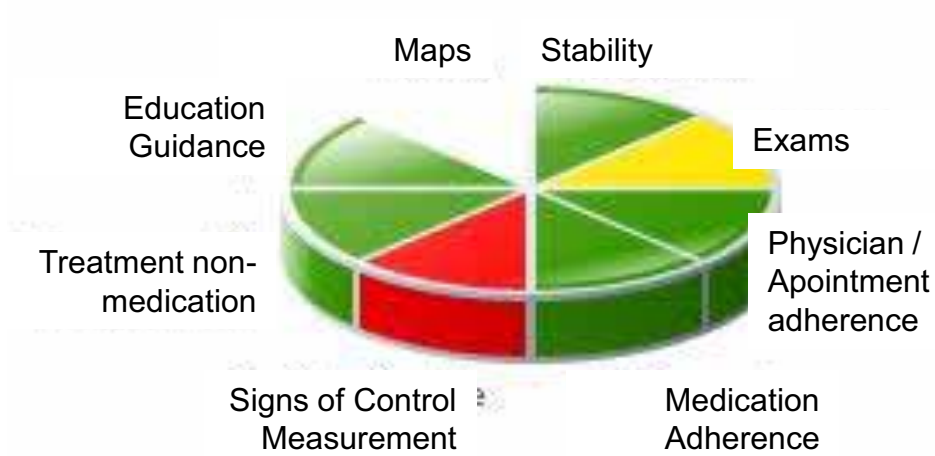 Maps
Stability
Education
Guidance
Exams
Physician /
Apointment
adherence
Treatment non-
medication
Signs of Control
Measurement
Medication
Adherence